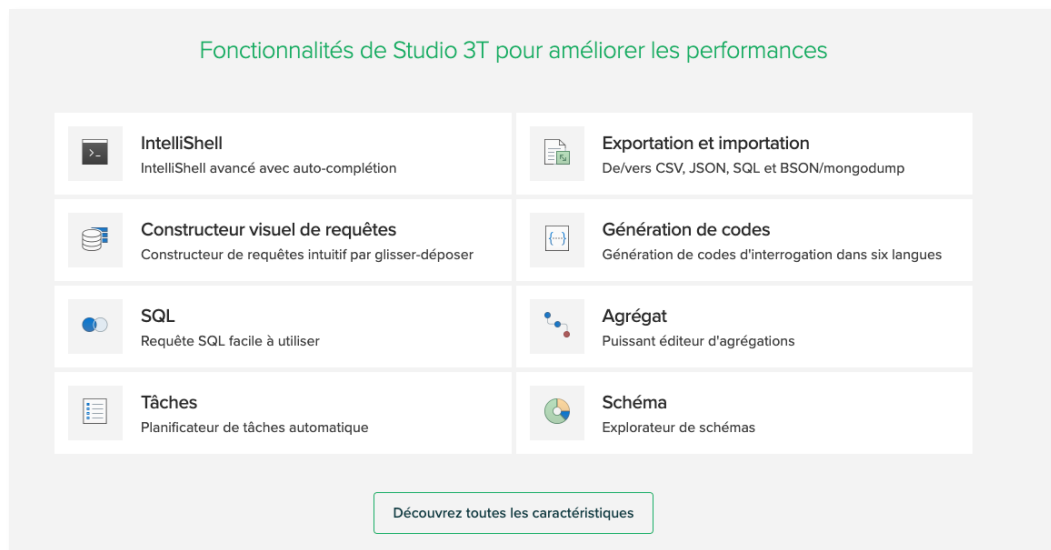 Fonctionnalités de Studio 3T pour améliorer les performances
IntelliShell
IntelliShell avancé avec auto-complétion
Exportation et importation
De/vers CSV, JSON, SQL et BSON/mongodump
Constructeur visuel de requêtes
Constructeur de requêtes intuitif par glisser-déposer
Génération de codes
Génération de codes d'interrogation dans six langues
SQL
Requête SQL facile à utiliser
Agrégat
Puissant éditeur d'agrégations
Tâches
Planificateur de tâches automatique
Schéma
Explorateur de schémas
Découvrez toutes les caractéristiques